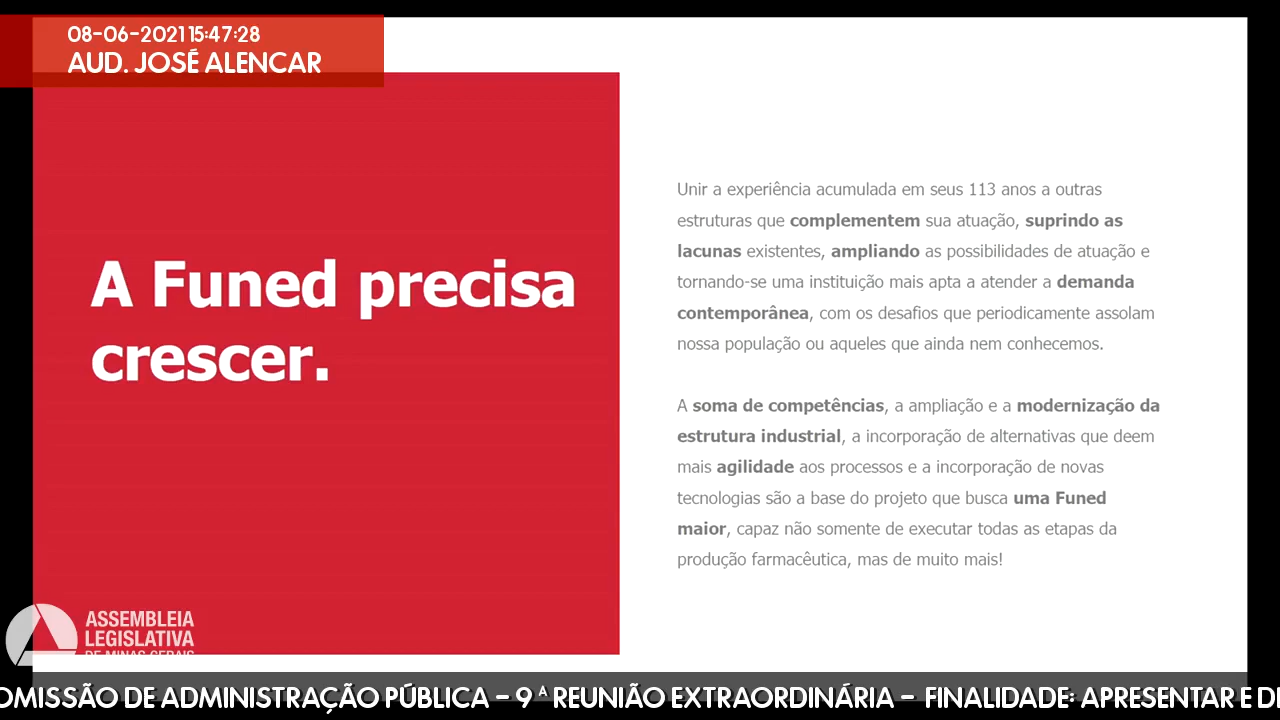 08-06-2021 15:47:28
AUD. JOSÉ ALENCAR
A Funed precisa
crescer.
Unir a experiência acumulada em seus 113 anos a outras
estruturas que complementem sua atuação, suprindo as
lacunas existentes, ampliando as possibilidades de atuação e
tornando-se uma instituição mais apta a atender a demanda
contemporânea, com os desafios que periodicamente assolam
nossa população ou aqueles que ainda nem conhecemos.
A soma de competências, a ampliação e a modernização da
estrutura industrial, a incorporação de alternativas que deem
mais agilidade aos processos e a incorporação de novas
tecnologias são a base do projeto que busca uma Funed
maior, capaz não somente de executar todas as etapas da
produção farmacêutica, mas de muito mais!
ASSEMBLEIA
LEGISLATIVA
DE MINAS GERAIS
OMISSÃO DE ADMINISTRAÇÃO PÚBLICA - 9ª REUNIÃO EXTRAORDINÁRIA - FINALIDADE: APRESENTAR E